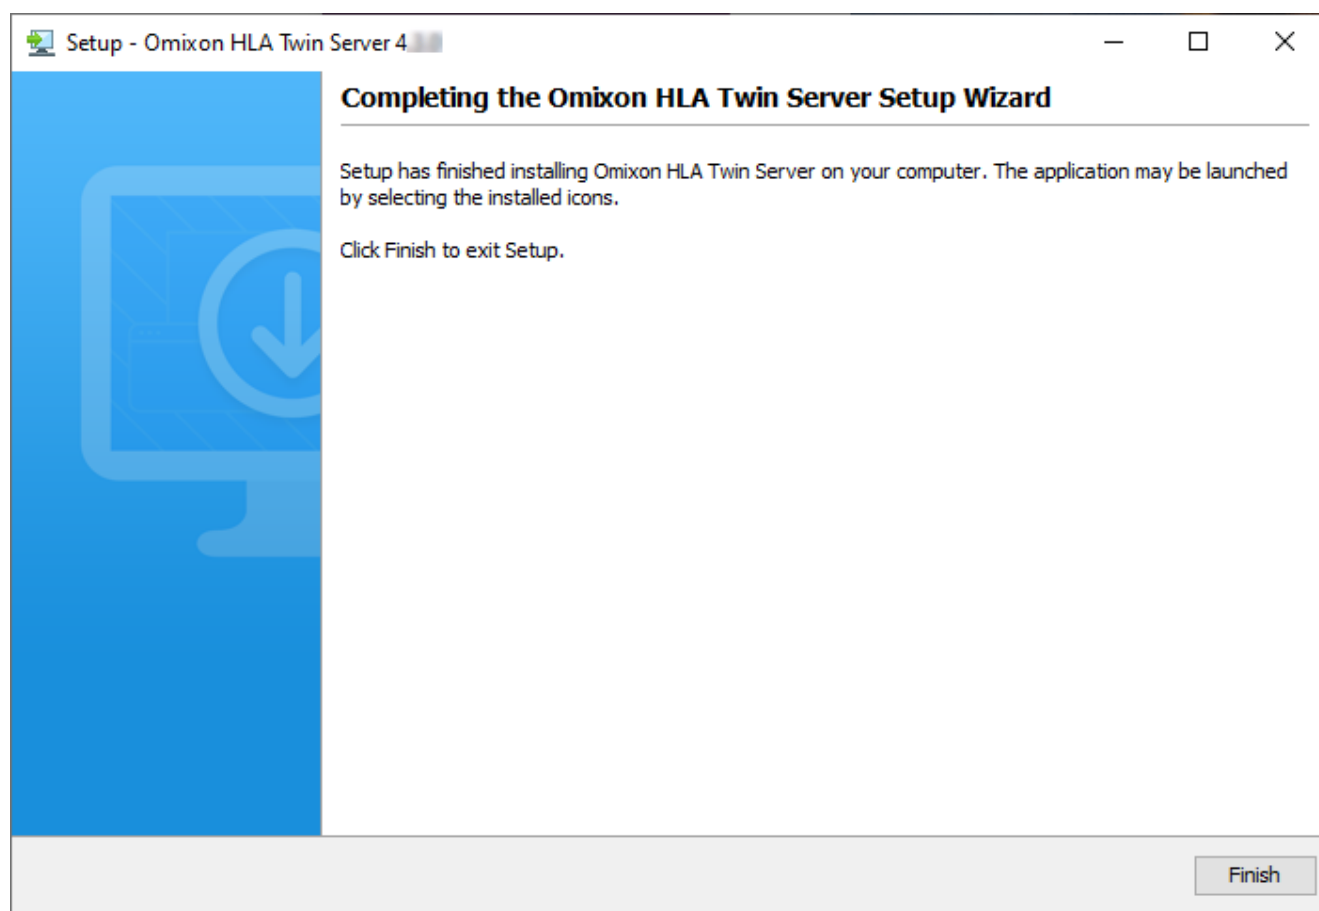 Setup - Omixon HLA Twin Server 4
Completing the Omixon HLA Twin Server Setup Wizard
Setup has finished installing Omixon HLA Twin Server on your computer. The application may be launched
by selecting the installed icons.
Click Finish to exit Setup.
Finish